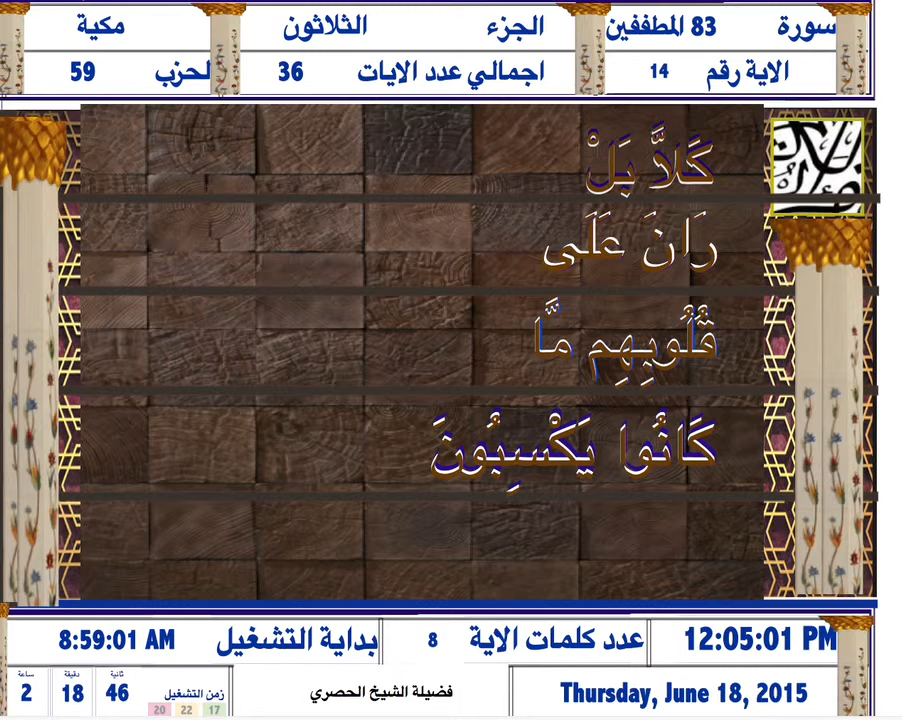 سورة 83 المطففين الجزء الثلاثون مكية
الاية رقم 14 اجمالي عدد الايات 36 لحزب 59
كَلاَّ بَلْ
رَانَ عَلَى
قُلُوبِهِم مَّا
كَانُوا يَكْسِبُونَ
12:05:01 PM عدد كلمات الاية 8 بداية التشغيل 8:59:01 AM
Thursday, June 18, 2015 فضيلة الشيخ الحصري زمن التشغيل ثانية 46 دقيقة 18 ساعة 2
17 22 20